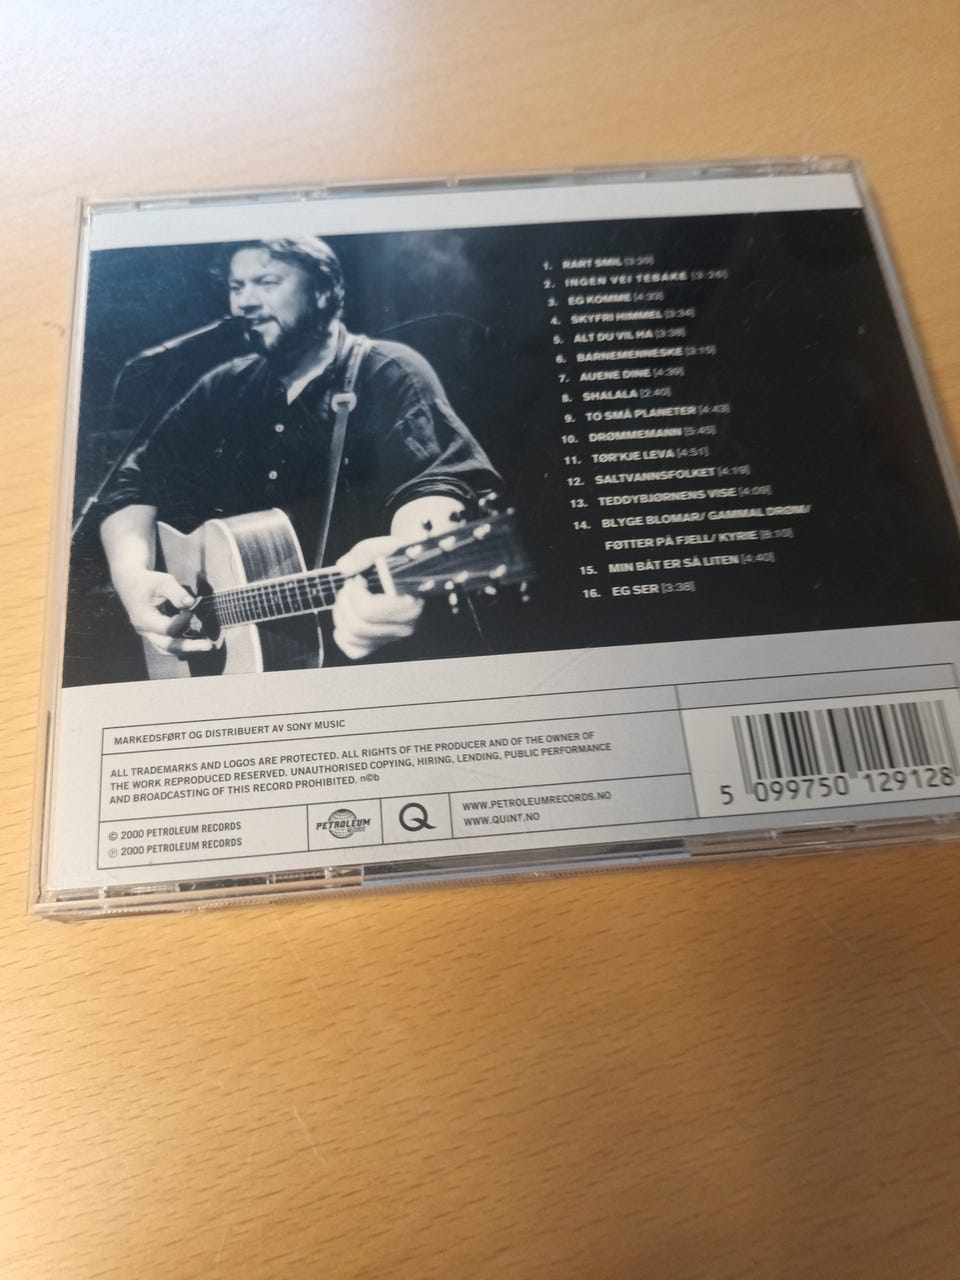 1. RART SMIL [3:29]
2. INGEN VEI TEBAKE [3:26]
3. EG KOMME [4:33]
4. SKYFRI HIMMEL [3:34]
5. ALT DU VIL HA [3:38]
6. BARNEMENNESKE [3:15]
7. AUENE DINE [4:39]
8. SHALALA [2:40]
9. TO SMÅ PLANETER [4:43]
10. DRØMMEMANN [5:45]
11. TØR'KJE LEVA [4:51]
12. SALTVANNSFOLKET [4:19]
13. TEDDYBJØRNENS VISE [4:09]
14. BLYGE BLOMAR/ GAMMAL DRØM/
FØTTER PÅ FJELL/ KYRIE [8:10]
15. MIN BÅT ER SÅ LITEN [4:40]
16. EG SER [3:38]
MARKEDSFØRT OG DISTRIBUERT AV SONY MUSIC
ALL TRADEMARKS AND LOGOS ARE PROTECTED. ALL RIGHTS OF THE PRODUCER AND OF THE OWNER OF
THE WORK REPRODUCED RESERVED. UNAUTHORISED COPYING, HIRING, LENDING, PUBLIC PERFORMANCE
AND BROADCASTING OF THIS RECORD PROHIBITED. n©b
© 2000 PETROLEUM RECORDS
℗ 2000 PETROLEUM RECORDS
PETROLEUM
RECORDS
Q
WWW.PETROLEUMRECORDS.NO
WWW.QUINT.NO
5 099750 129128